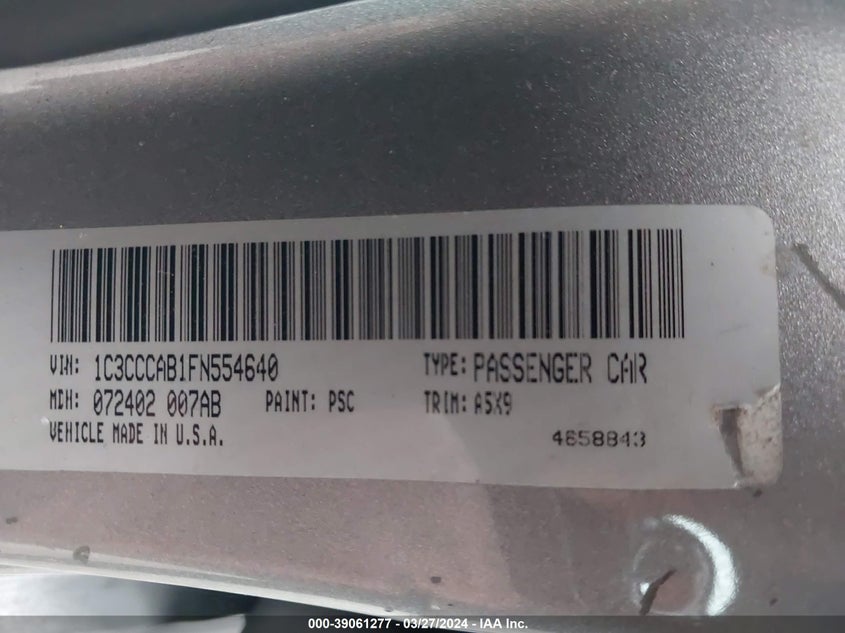 VIN: 1C3CCCAB1FN554640 TYPE: PASSENGER CAR
MDH: 072402 007AB PAINT: PSC TRIM: A5X9
VEHICLE MADE IN U.S.A. 4658843
000-39061277 - 03/27/2024 - IAA Inc.